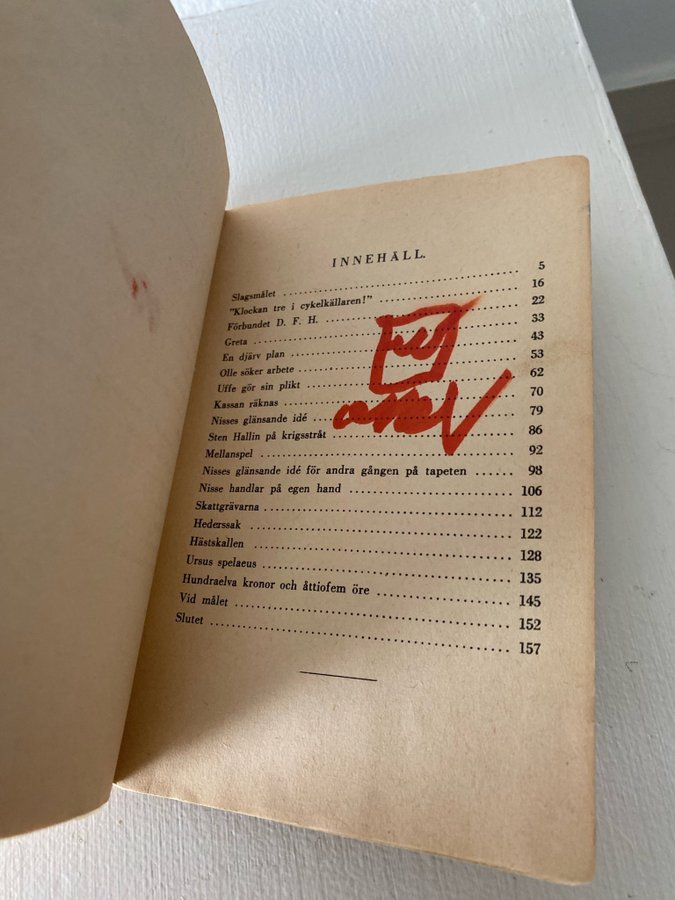 INNEHÅLL.
Slagsmålet 5
"Klockan tre i cykelkällaren!" 16
Förbundet D. F. H. 22
Greta 33
En djärv plan 43
Olle söker arbete 53
Uffe gör sin plikt 62
Kassan räknas 70
Nisses glänsande idé 79
Sten Hallin på krigsstråt 86
Mellanspel 92
Nisses glänsande idé för andra gången på tapeten 98
Nisse handlar på egen hand 106
Skattgrävarna 112
Hederssak 122
Hästskallen 128
Ursus spelaeus 135
Hundraelva kronor och åttiofem öre 145
Vid målet 152
Slutet 157